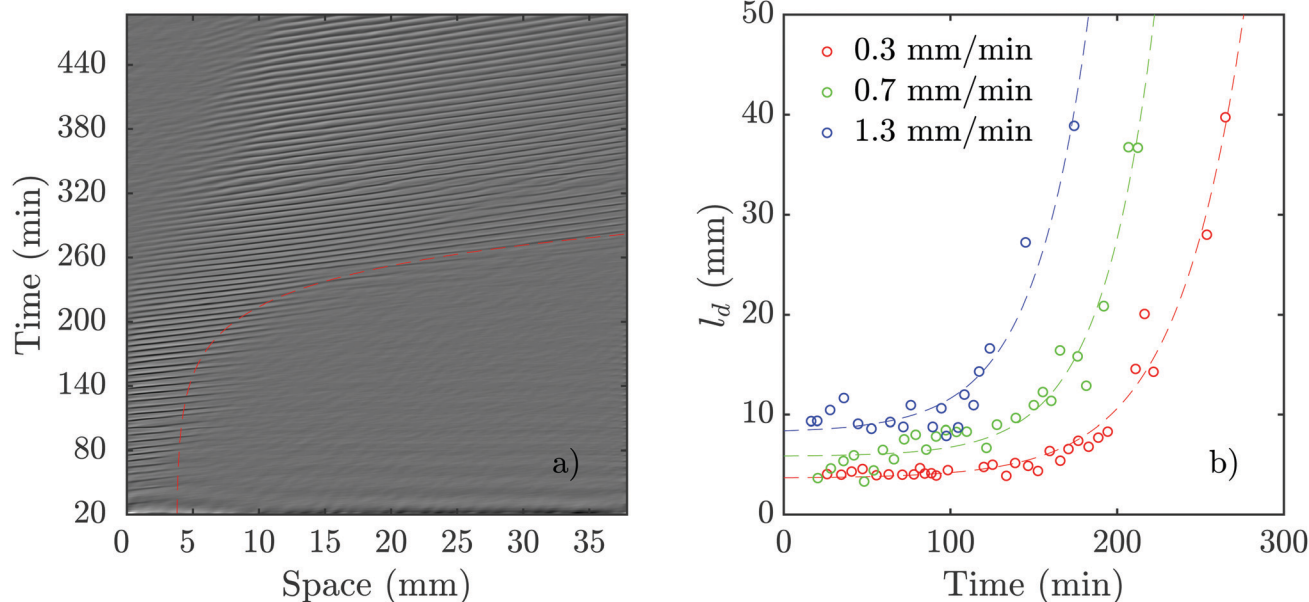 Time (min)
440
380
320
260
200
140
80
20
a)
0 5 10 15 20 25 30 35
Space (mm)
l_d (mm)
50
40
30
20
10
0
0.3 mm/min
0.7 mm/min
1.3 mm/min
b)
0 100 200 300
Time (min)